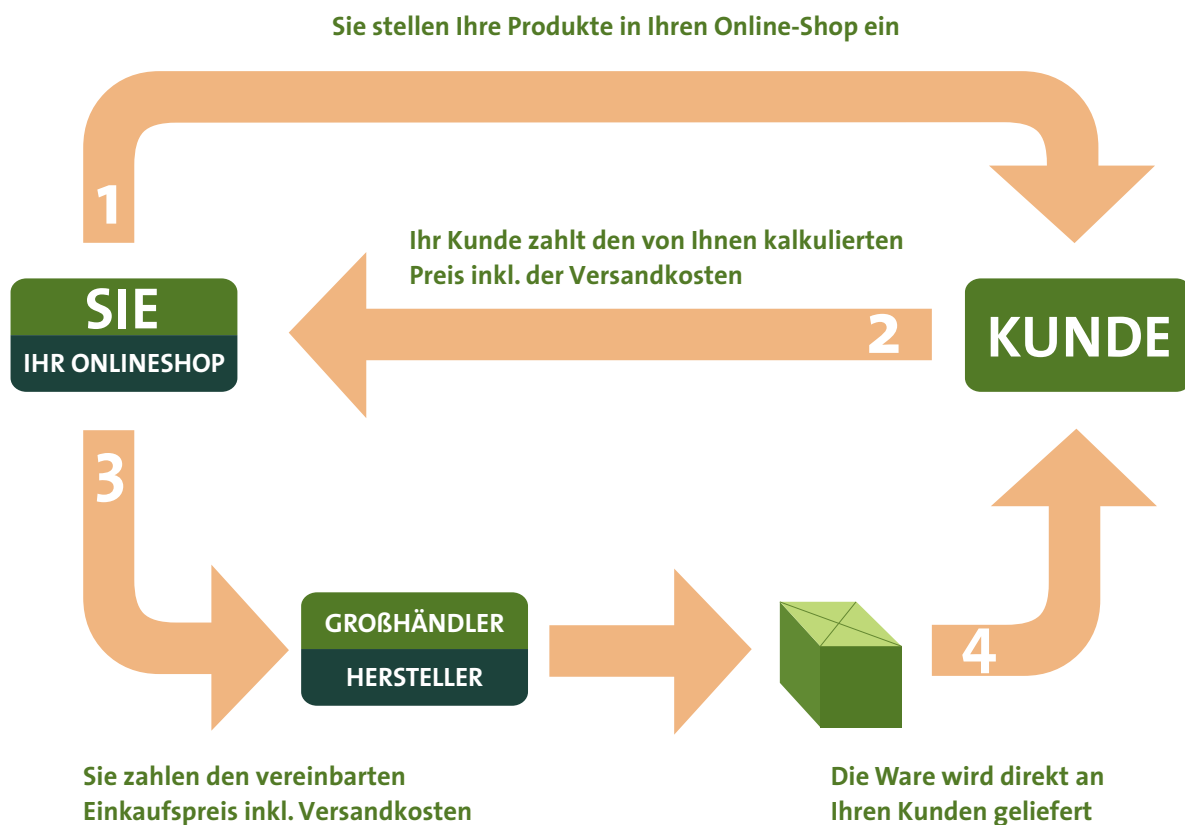 Sie stellen Ihre Produkte in Ihren Online-Shop ein
1
Ihr Kunde zahlt den von Ihnen kalkulierten
Preis inkl. der Versandkosten
SIE
IHR ONLINESHOP
2
KUNDE
3
GROßHÄNDLER
HERSTELLER
4
Sie zahlen den vereinbarten
Einkaufspreis inkl. Versandkosten
Die Ware wird direkt an
Ihren Kunden geliefert